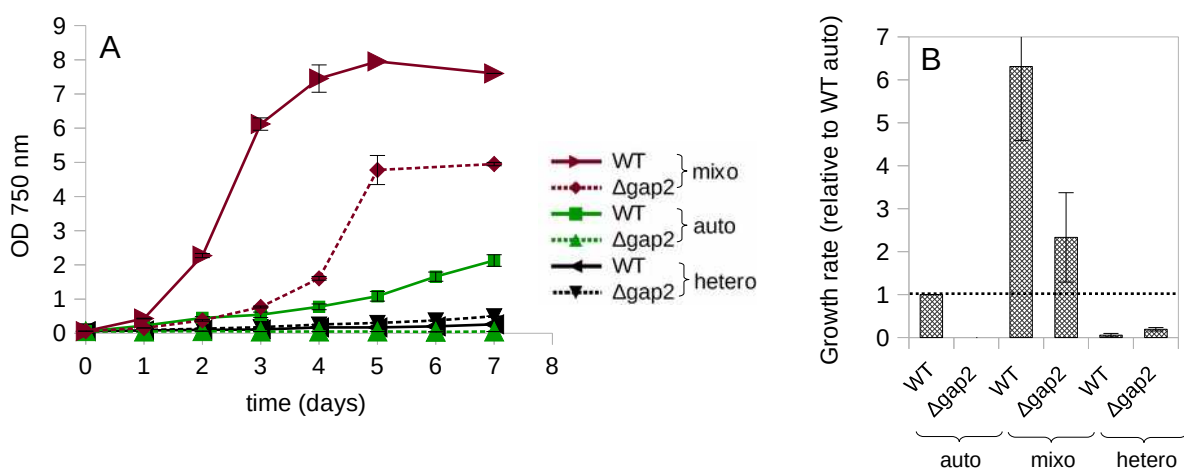 A
OD 750 nm
9
8
7
6
5
4
3
2
1
0
0 1 2 3 4 5 6 7 8
time (days)
WT
Δgap2
mixo
WT
Δgap2
auto
WT
Δgap2
hetero
B
Growth rate (relative to WT auto)
7
6
5
4
3
2
1
0
WT Δgap2 WT Δgap2 WT Δgap2
auto mixo hetero